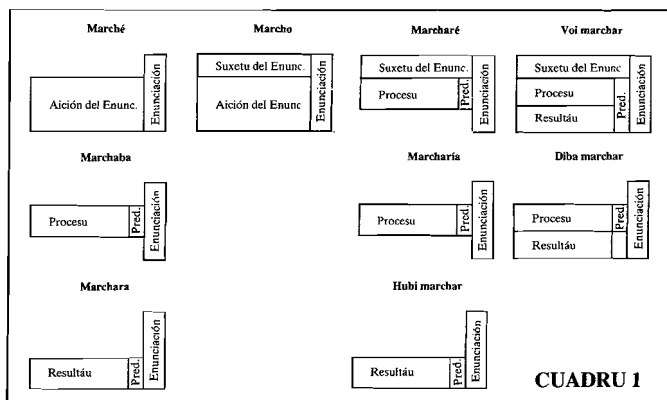 Marché
Marcho
Marcharé
Voi marchar
Aición del Enunc.
Enunciación
Suxetu del Enunc.
Aición del Enunc
Enunciación
Suxetu del Enunc.
Procesu
Pred.
Enunciación
Suxetu del Enunc
Procesu
Resultáu
Pred.
Enunciación
Marchaba
Marcharía
Diba marchar
Procesu
Pred.
Enunciación
Procesu
Pred.
Enunciación
Procesu
Resultáu
Pred.
Enunciación
Marchara
Hubi marchar
Resultáu
Pred.
Enunciación
Resultáu
Pred.
Enunciación
CUADRU 1